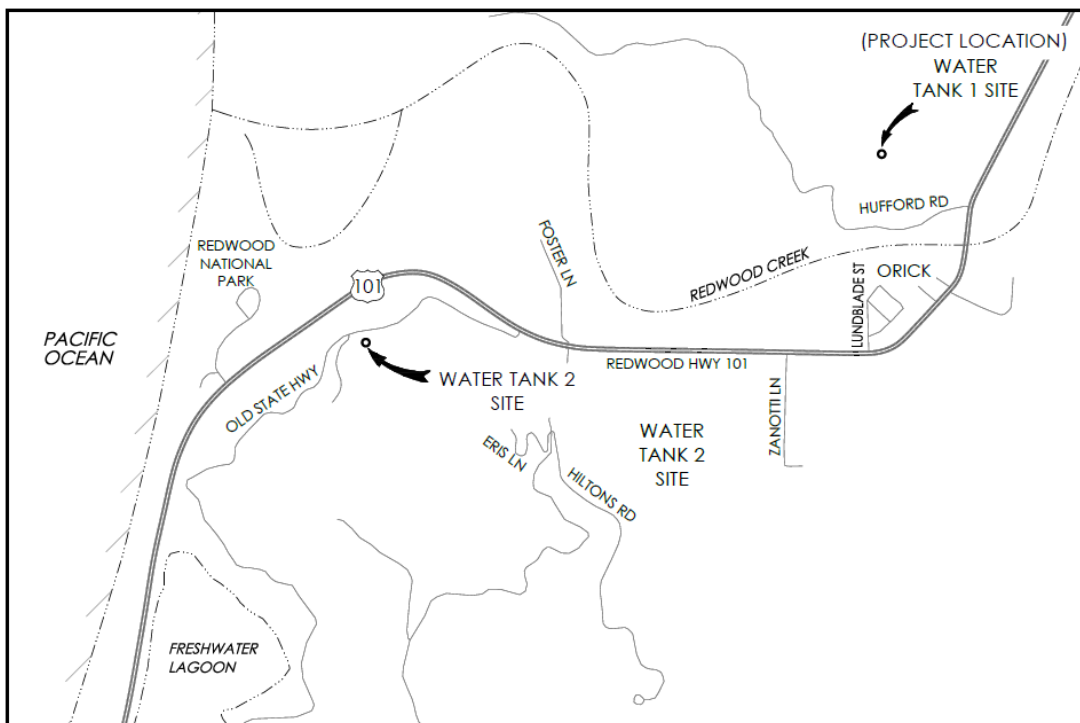 (PROJECT LOCATION)
WATER
TANK 1 SITE
HUFFORD RD
REDWOOD
NATIONAL
PARK
FOSTER LN
REDWOOD CREEK
ORICK
101
LUNDBLADE ST
PACIFIC
OCEAN
OLD STATE HWY
WATER TANK 2
SITE
REDWOOD HWY 101
ZANOTTI LN
WATER
TANK 2
SITE
ERIS LN
HILTONS RD
FRESHWATER
LAGOON